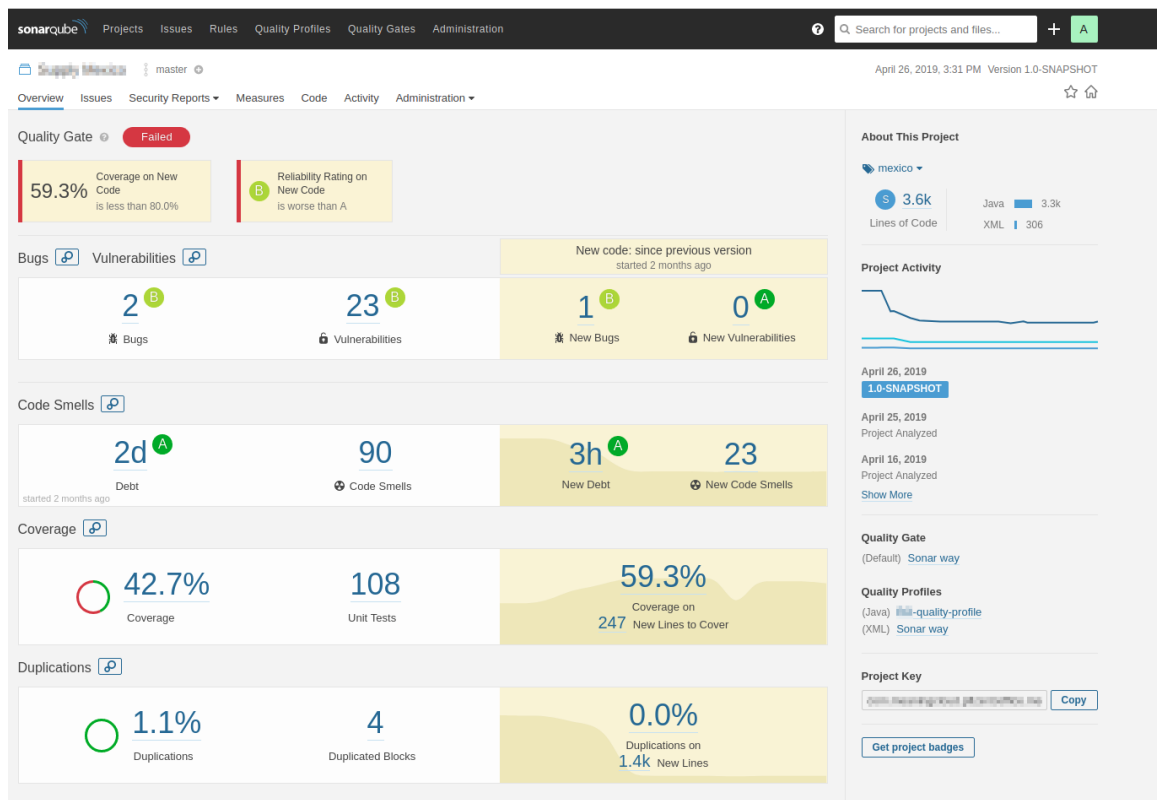 sonarqube Projects Issues Rules Quality Profiles Quality Gates Administration Search for projects and files... A
master April 26, 2019, 3:31 PM Version 1.0-SNAPSHOT
Overview Issues Security Reports Measures Code Activity Administration
Quality Gate Failed
59.3% Coverage on New Code
is less than 80.0%
B Reliability Rating on New Code
is worse than A
Bugs Vulnerabilities
New code: since previous version
started 2 months ago
2 B 23 B 1 B 0 A
Bugs Vulnerabilities New Bugs New Vulnerabilities
Code Smells
2d A 90 3h A 23
Debt Code Smells New Debt New Code Smells
started 2 months ago
Coverage
42.7% 108 59.3%
Coverage Unit Tests Coverage on
247 New Lines to Cover
Duplications
1.1% 4 0.0%
Duplications Duplicated Blocks Duplications on
1.4k New Lines
About This Project
mexico
S 3.6k
Lines of Code
Java 3.3k
XML 306
Project Activity
April 26, 2019
1.0-SNAPSHOT
April 25, 2019
Project Analyzed
April 16, 2019
Project Analyzed
Show More
Quality Gate
(Default) Sonar way
Quality Profiles
(Java) -quality-profile
(XML) Sonar way
Project Key
Copy
Get project badges